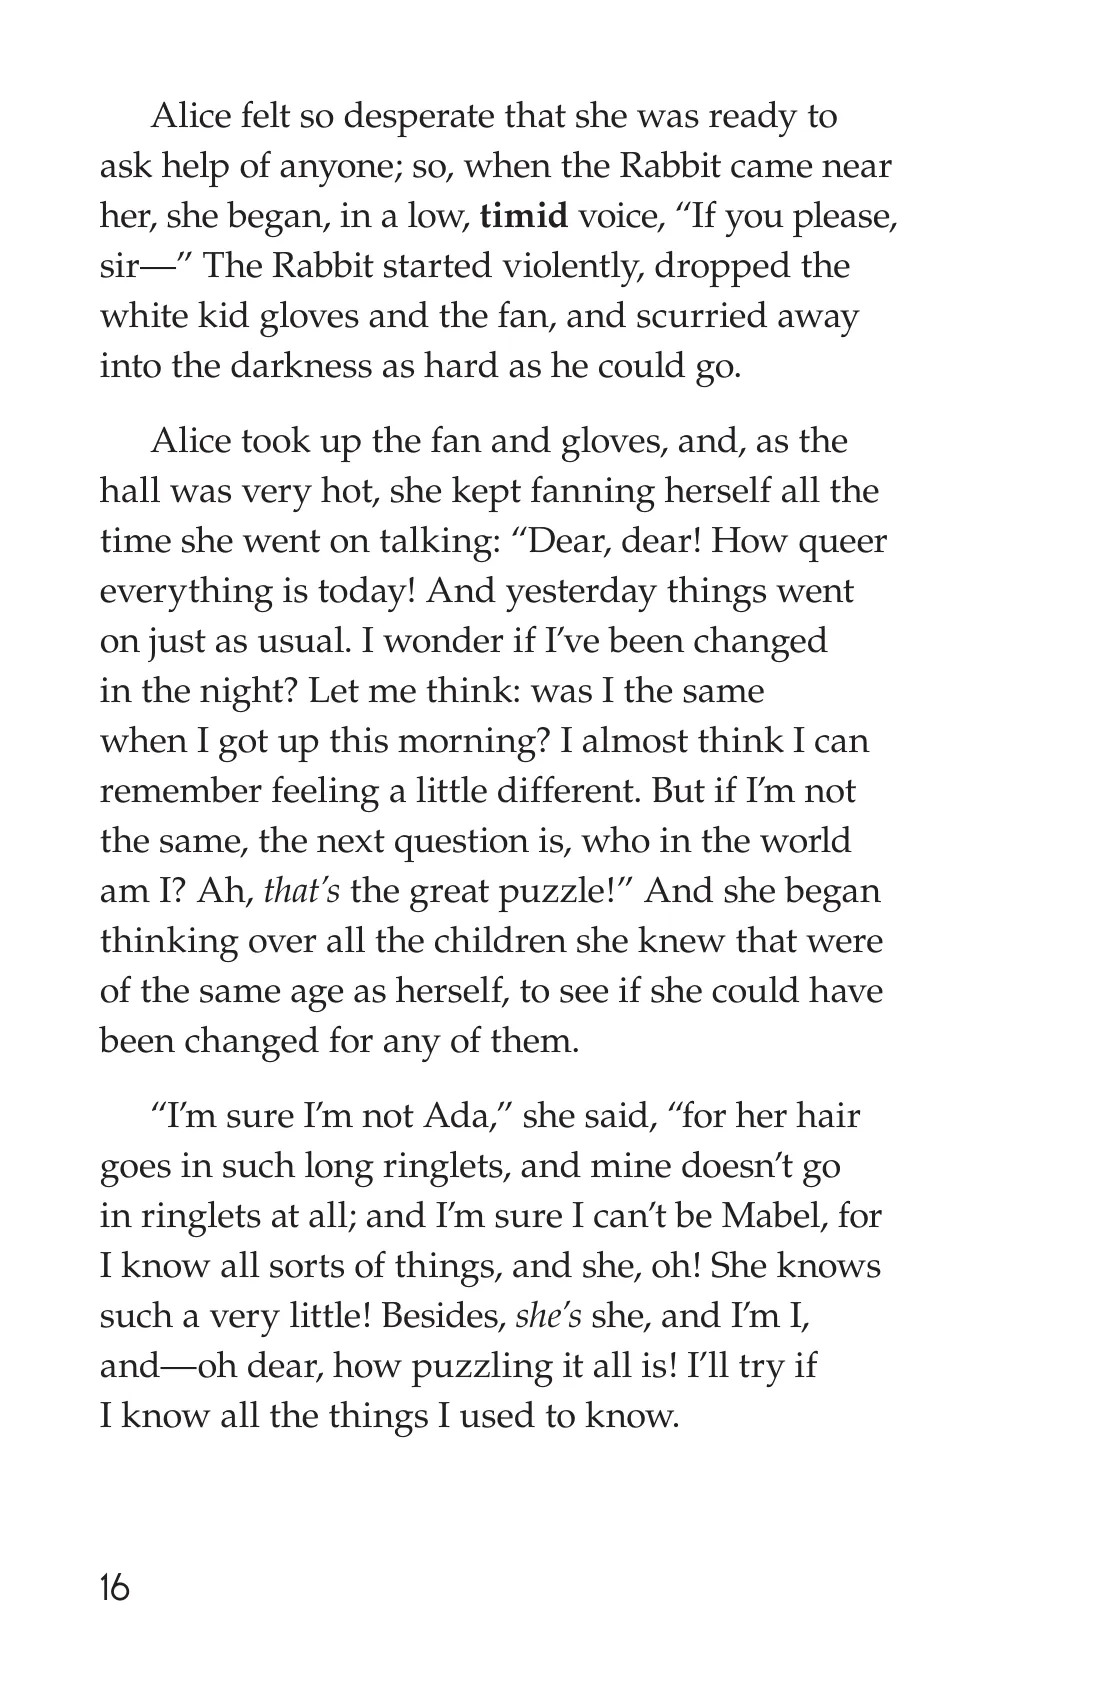 Alice felt so desperate that she was ready to
ask help of anyone; so, when the Rabbit came near
her, she began, in a low, timid voice, “If you please,
sir—” The Rabbit started violently, dropped the
white kid gloves and the fan, and scurried away
into the darkness as hard as he could go.
Alice took up the fan and gloves, and, as the
hall was very hot, she kept fanning herself all the
time she went on talking: “Dear, dear! How queer
everything is today! And yesterday things went
on just as usual. I wonder if I’ve been changed
in the night? Let me think: was I the same
when I got up this morning? I almost think I can
remember feeling a little different. But if I’m not
the same, the next question is, who in the world
am I? Ah, that’s the great puzzle!” And she began
thinking over all the children she knew that were
of the same age as herself, to see if she could have
been changed for any of them.
“I’m sure I’m not Ada,” she said, “for her hair
goes in such long ringlets, and mine doesn’t go
in ringlets at all; and I’m sure I can’t be Mabel, for
I know all sorts of things, and she, oh! She knows
such a very little! Besides, she’s she, and I’m I,
and—oh dear, how puzzling it all is! I’ll try if
I know all the things I used to know.
16